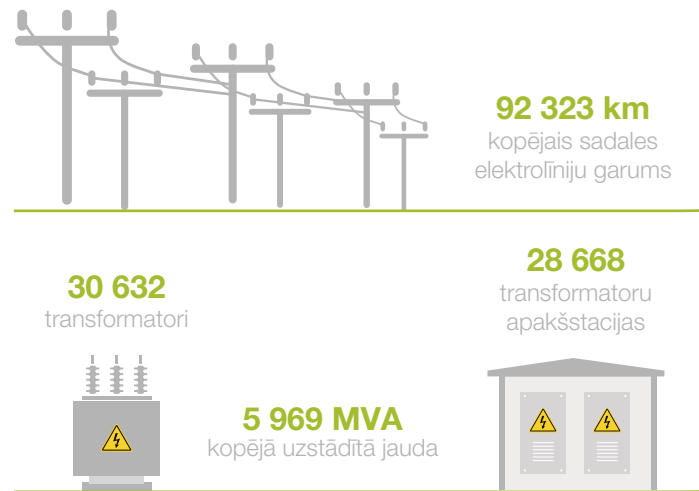 92 323 km
kopējais sadales
elektrolīniju garums
30 632
transformatori
28 668
transformatoru
apakšstacijas
5 969 MVA
kopējā uzstādītā jauda